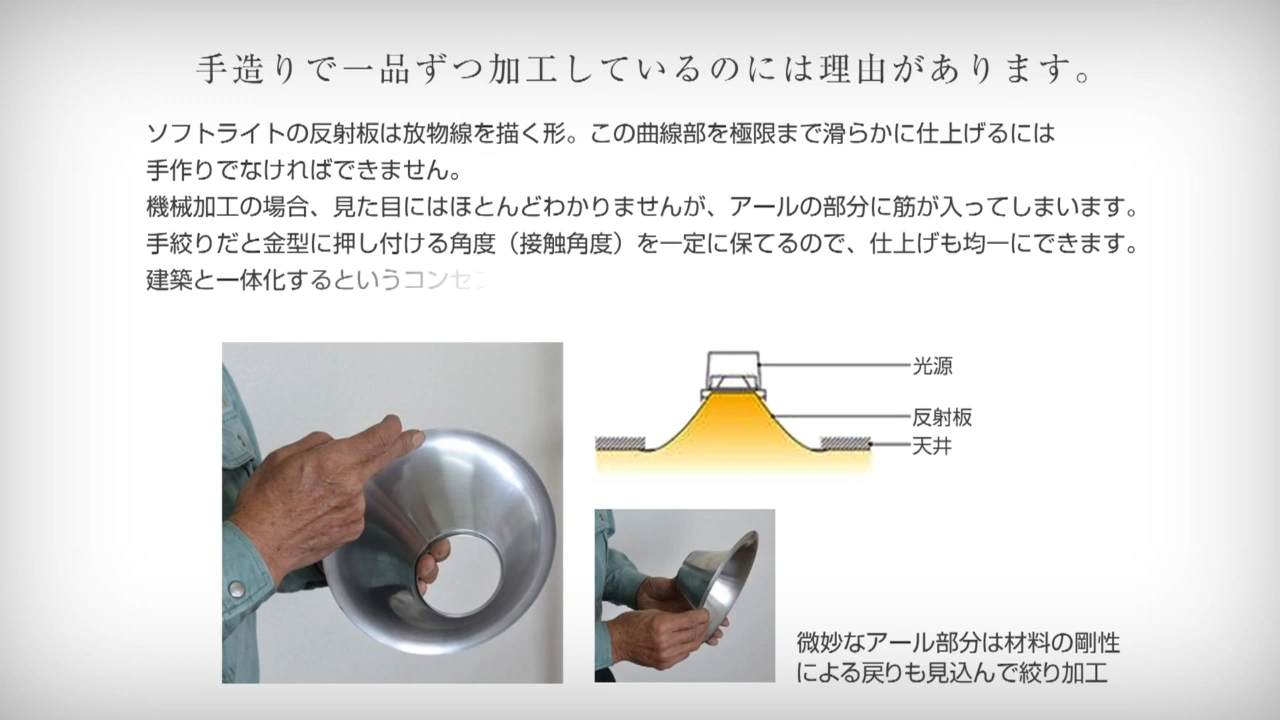 手造りで一品ずつ加工しているのには理由があります。
ソフトライトの反射板は放物線を描く形。この曲線部を極限まで滑らかに仕上げるには
手作りでなければできません。
機械加工の場合、見た目にはほとんどわかりませんが、アールの部分に筋が入ってしまいます。
手絞りだと金型に押し付ける角度（接触角度）を一定に保てるので、仕上げも均一にできます。
建築と一体化するというコンセ
光源
反射板
天井
微妙なアール部分は材料の剛性
による戻りも見込んで絞り加工